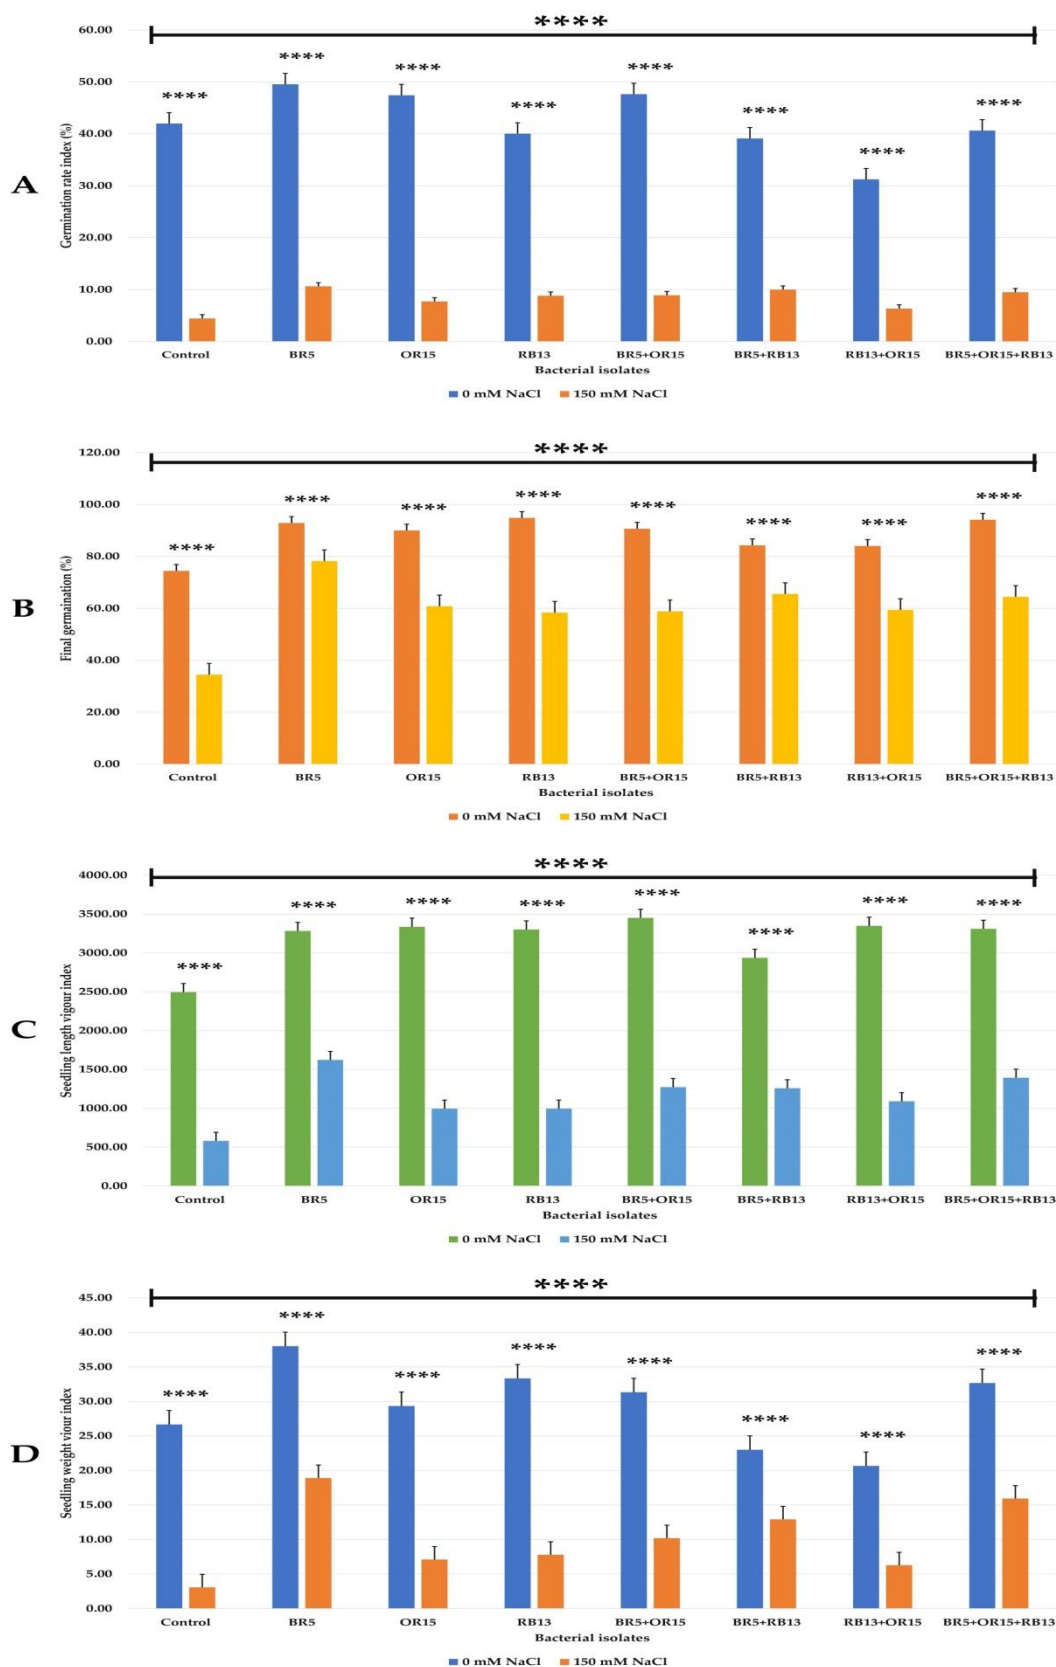 ****
60.00
50.00
40.00
30.00
20.00
10.00
0.00
Germination rate index (%)
A
**** **** **** **** **** **** **** ****
Control BR5 OR15 RB13 BR5+OR15 BR5+RB13 RB13+OR15 BR5+OR15+RB13
Bacterial isolates
0 mM NaCl 150 mM NaCl
****
120.00
100.00
80.00
60.00
40.00
20.00
0.00
Final germaination (%)
B
**** **** **** **** **** **** **** ****
Control BR5 OR15 RB13 BR5+OR15 BR5+RB13 RB13+OR15 BR5+OR15+RB13
Bacterial isolates
0 mM NaCl 150 mM NaCl
****
4000.00
3500.00
3000.00
2500.00
2000.00
1500.00
1000.00
500.00
0.00
Seedling length vigour index
C
**** **** **** **** **** **** **** ****
Control BR5 OR15 RB13 BR5+OR15 BR5+RB13 RB13+OR15 BR5+OR15+RB13
Bacterial isolates
0 mM NaCl 150 mM NaCl
****
45.00
40.00
35.00
30.00
25.00
20.00
15.00
10.00
5.00
0.00
Seedling weight viour index
D
**** **** **** **** **** **** **** ****
Control BR5 OR15 RB13 BR5+OR15 BR5+RB13 RB13+OR15 BR5+OR15+RB13
Bacterial isolates
0 mM NaCl 150 mM NaCl